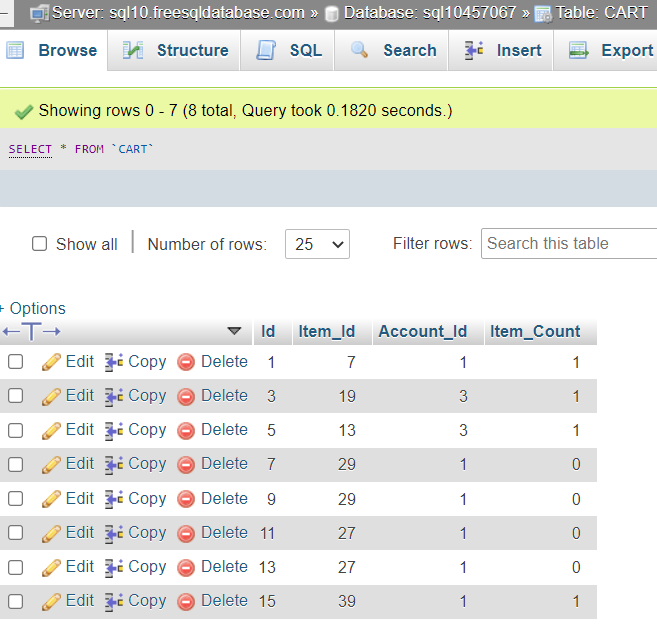 Server: sql10.freesqldatabase.com » Database: sql10457067 » Table: CART
Browse Structure SQL Search Insert Export
Showing rows 0 - 7 (8 total, Query took 0.1820 seconds.)
SELECT * FROM `CART`
Show all | Number of rows: 25 Filter rows: Search this table
+ Options
←T→ Id Item_Id Account_Id Item_Count
Edit Copy Delete 1 7 1 1
Edit Copy Delete 3 19 3 1
Edit Copy Delete 5 13 3 1
Edit Copy Delete 7 29 1 0
Edit Copy Delete 9 29 1 0
Edit Copy Delete 11 27 1 0
Edit Copy Delete 13 27 1 0
Edit Copy Delete 15 39 1 1